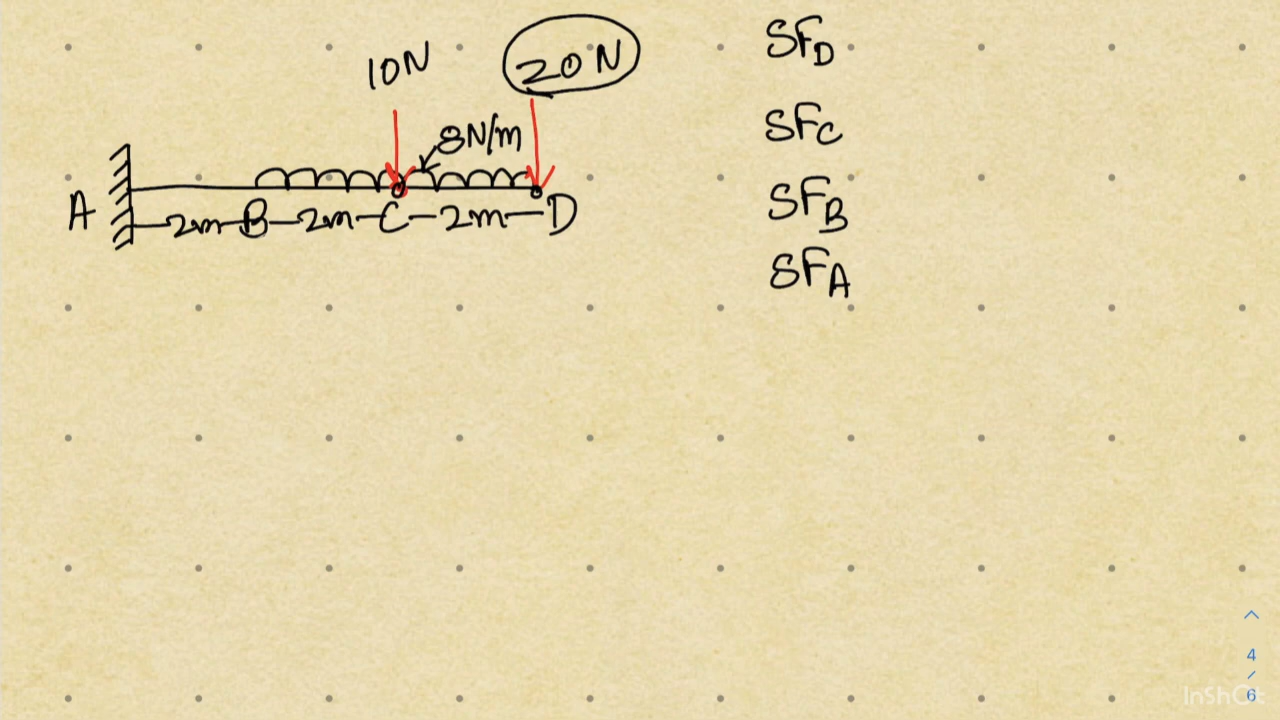 10N
20N
8N/m
A
2m B 2m C 2m D
SFD
SFC
SFB
SFA
4
/
6
InShOt